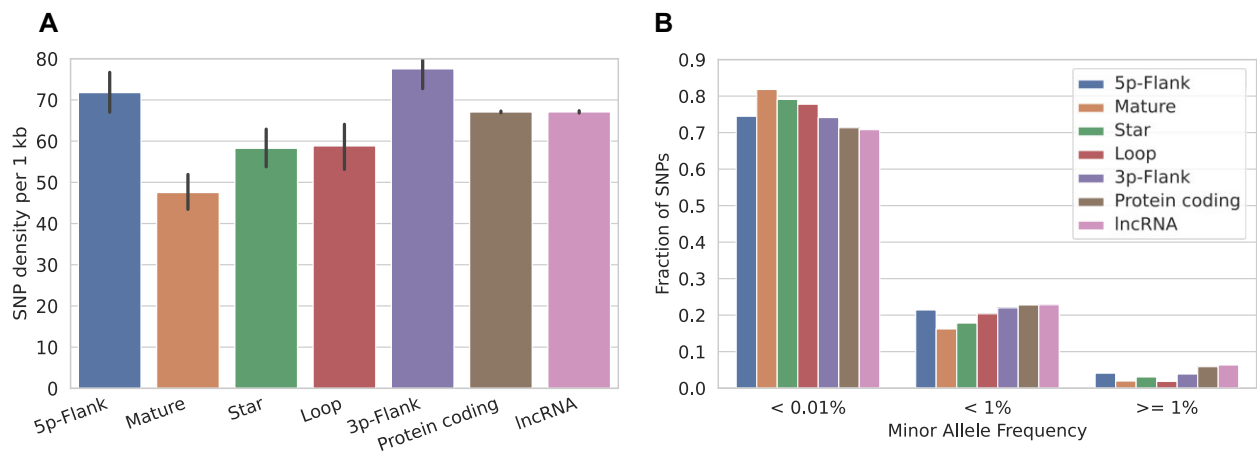 A
SNP density per 1 kb
80
70
60
50
40
30
20
10
0
5p-Flank
Mature
Star
Loop
3p-Flank
Protein coding
lncRNA
B
Fraction of SNPs
0.9
0.8
0.7
0.6
0.5
0.4
0.3
0.2
0.1
0.0
5p-Flank
Mature
Star
Loop
3p-Flank
Protein coding
lncRNA
< 0.01%
< 1%
>= 1%
Minor Allele Frequency